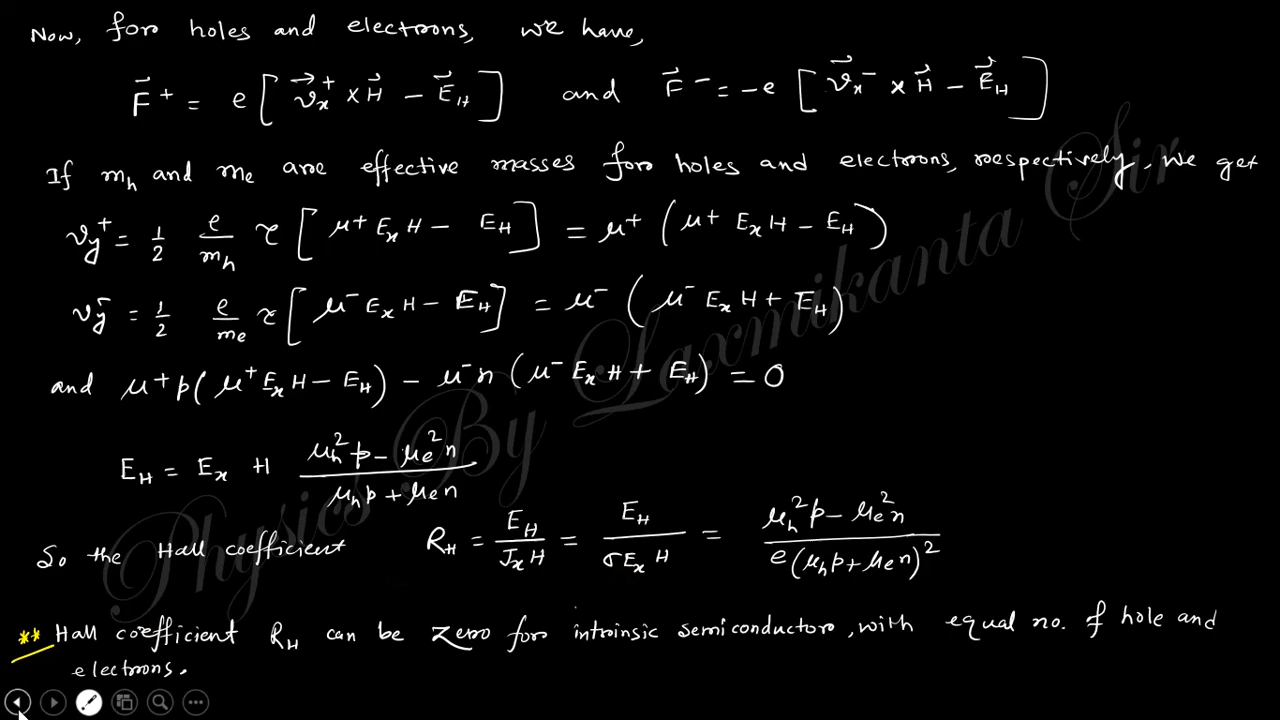 Now, for holes and electrons, we have,
F⃗⁺ = e [ v⃗ₓ⁺ × H⃗ − E⃗_H ] and F⃗⁻ = −e [ v⃗ₓ⁻ × H⃗ − E⃗_H ]
If m_h and m_e are effective masses for holes and electrons, respectively, we get
v_y⁺ = 1/2 e/m_h τ [ μ⁺ Eₓ H − E_H ] = μ⁺ ( μ⁺ Eₓ H − E_H )
v_y⁻ = 1/2 e/m_e τ [ μ⁻ Eₓ H − E_H ] = μ⁻ ( μ⁻ Eₓ H + E_H )
and μ⁺p ( μ⁺ Eₓ H − E_H ) − μ⁻n ( μ⁻ Eₓ H + E_H ) = 0
E_H = Eₓ H (μ_h² p − μ_e² n) / (μ_h p + μ_e n)
So the Hall coefficient R_H = E_H / (Jₓ H) = E_H / (σEₓ H) = (μ_h² p − μ_e² n) / (e(μ_h p + μ_e n)²)
** Hall coefficient R_H can be zero for intrinsic semiconductor, with equal no. of hole and
electrons.
Physics By Laxmikanta Sir